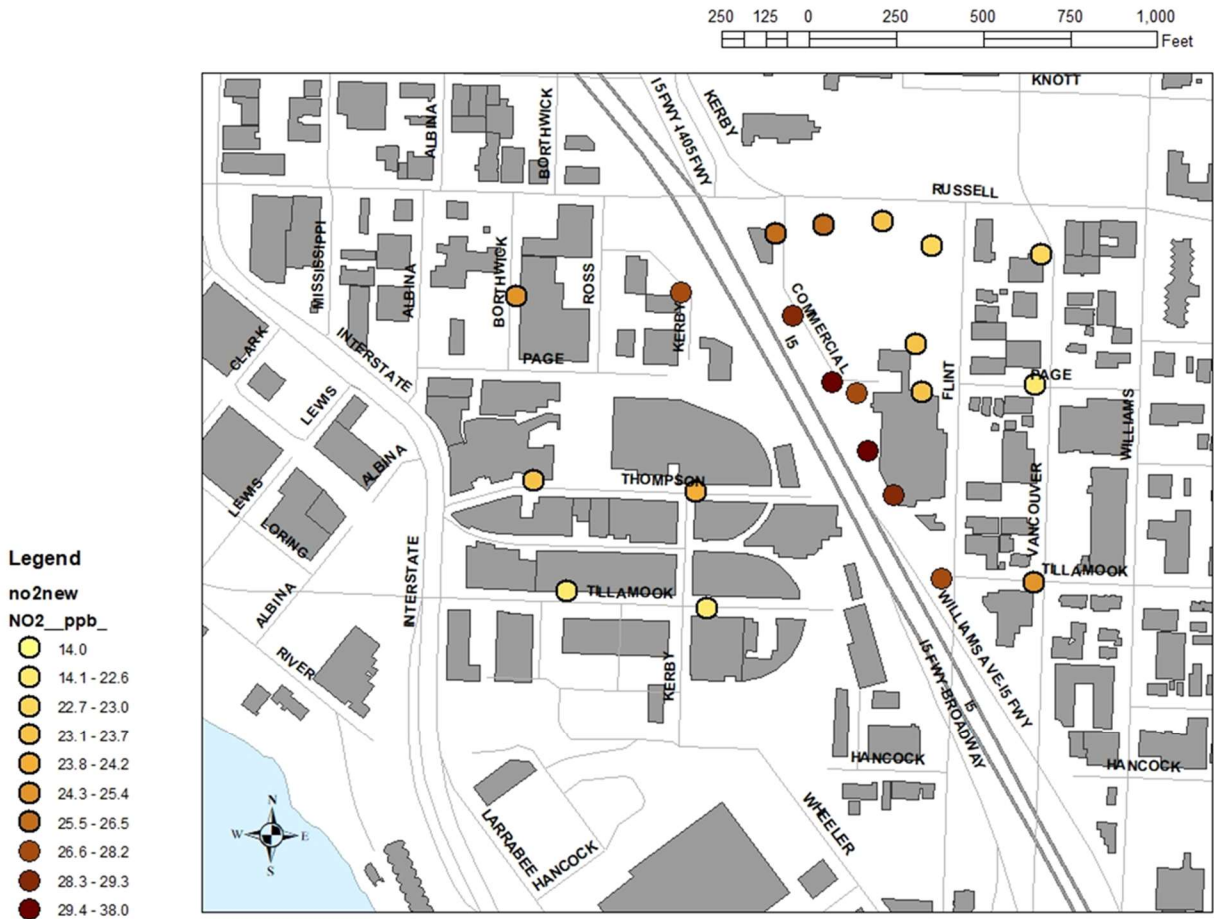 250 125 0 250 500 750 1,000
Feet
KNOTT
I5 FWY-I405 FWY
KERBY
ALBINA
BORTHWICK
RUSSELL
MISSISSIPPI
ALBINA
BORTHWICK
ROSS
KERBY
COMMERCIAL
I5
CLARK
INTERSTATE
PAGE
FLINT
PAGE
WILLIAMS
LEWIS
ALBINA
LEWIS
LORING
THOMPSON
VANCOUVER
INTERSTATE
ALBINA
TILLAMOOK
TILLAMOOK
RIVER
KERBY
WILLIAMS AVE-I5 FWY
I5 FWY-BROADWAY
I5
HANCOCK
HANCOCK
LARRABEE
HANCOCK
WHEELER
N
W E
S
Legend
no2new
NO2__ppb_
14.0
14.1 - 22.6
22.7 - 23.0
23.1 - 23.7
23.8 - 24.2
24.3 - 25.4
25.5 - 26.5
26.6 - 28.2
28.3 - 29.3
29.4 - 38.0